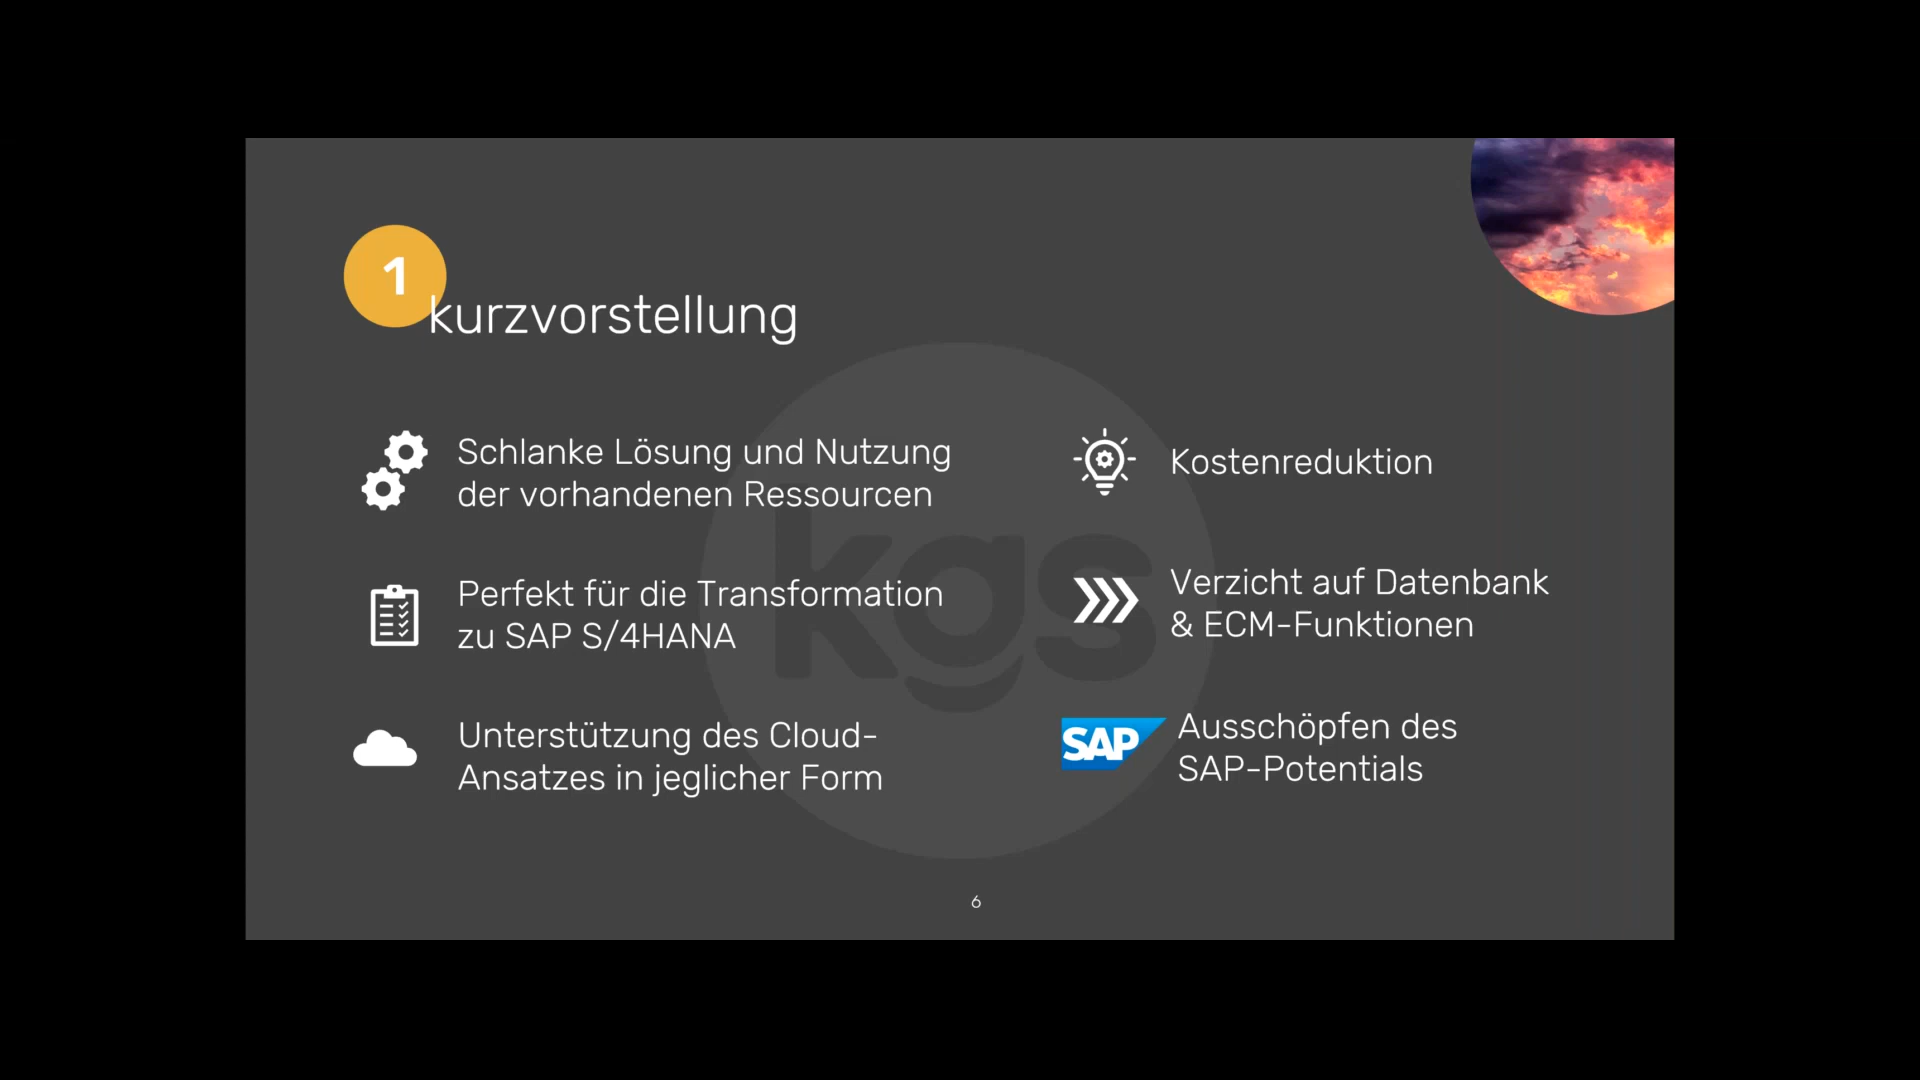 1
kurzvorstellung
Schlanke Lösung und Nutzung
der vorhandenen Ressourcen
Perfekt für die Transformation
zu SAP S/4HANA
Unterstützung des Cloud-
Ansatzes in jeglicher Form
Kostenreduktion
Verzicht auf Datenbank
& ECM-Funktionen
SAP
Ausschöpfen des
SAP-Potentials
kgs
6